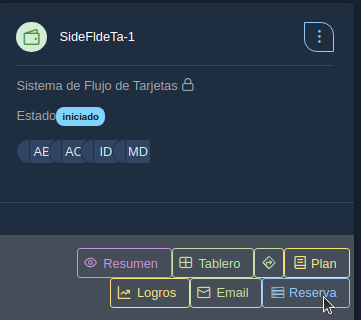 SideFldeTa-1
Sistema de Flujo de Tarjetas
Estado iniciado
AE AC ID MD
Resumen Tablero Plan
Logros Email Reserva